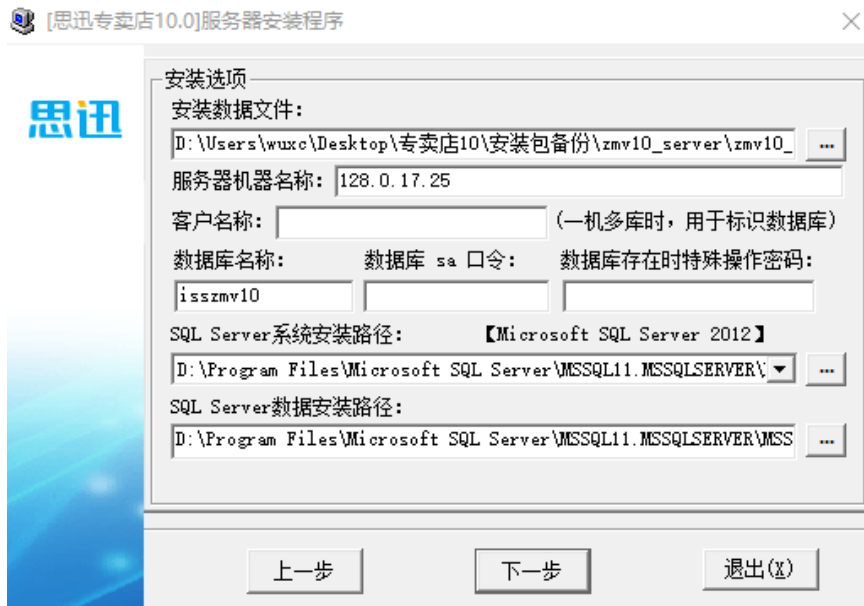 [思迅专卖店10.0]服务器安装程序
思迅
安装选项
安装数据文件:
D:\Users\wuxc\Desktop\专卖店10\安装包备份\zmv10_server\zmv10_ ...
服务器机器名称: 128.0.17.25
客户名称: (一机多库时,用于标识数据库)
数据库名称: 数据库 sa 口令: 数据库存在时特殊操作密码:
isszmv10
SQL Server系统安装路径: 【Microsoft SQL Server 2012】
D:\Program Files\Microsoft SQL Server\MSSQL11.MSSQLSERVER\ ...
SQL Server数据安装路径:
D:\Program Files\Microsoft SQL Server\MSSQL11.MSSQLSERVER\MSS ...
上一步 下一步 退出(X)